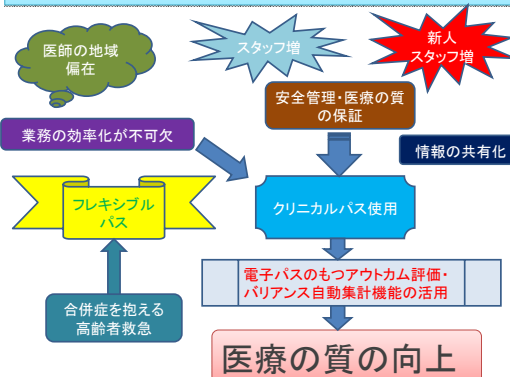 医師の地域
偏在
スタッフ増
新人
スタッフ増
安全管理・医療の質
の保証
業務の効率化が不可欠
情報の共有化
フレキシブル
パス
クリニカルパス使用
電子パスのもつアウトカム評価・
バリアンス自動集計機能の活用
合併症を抱える
高齢者救急
医療の質の向上